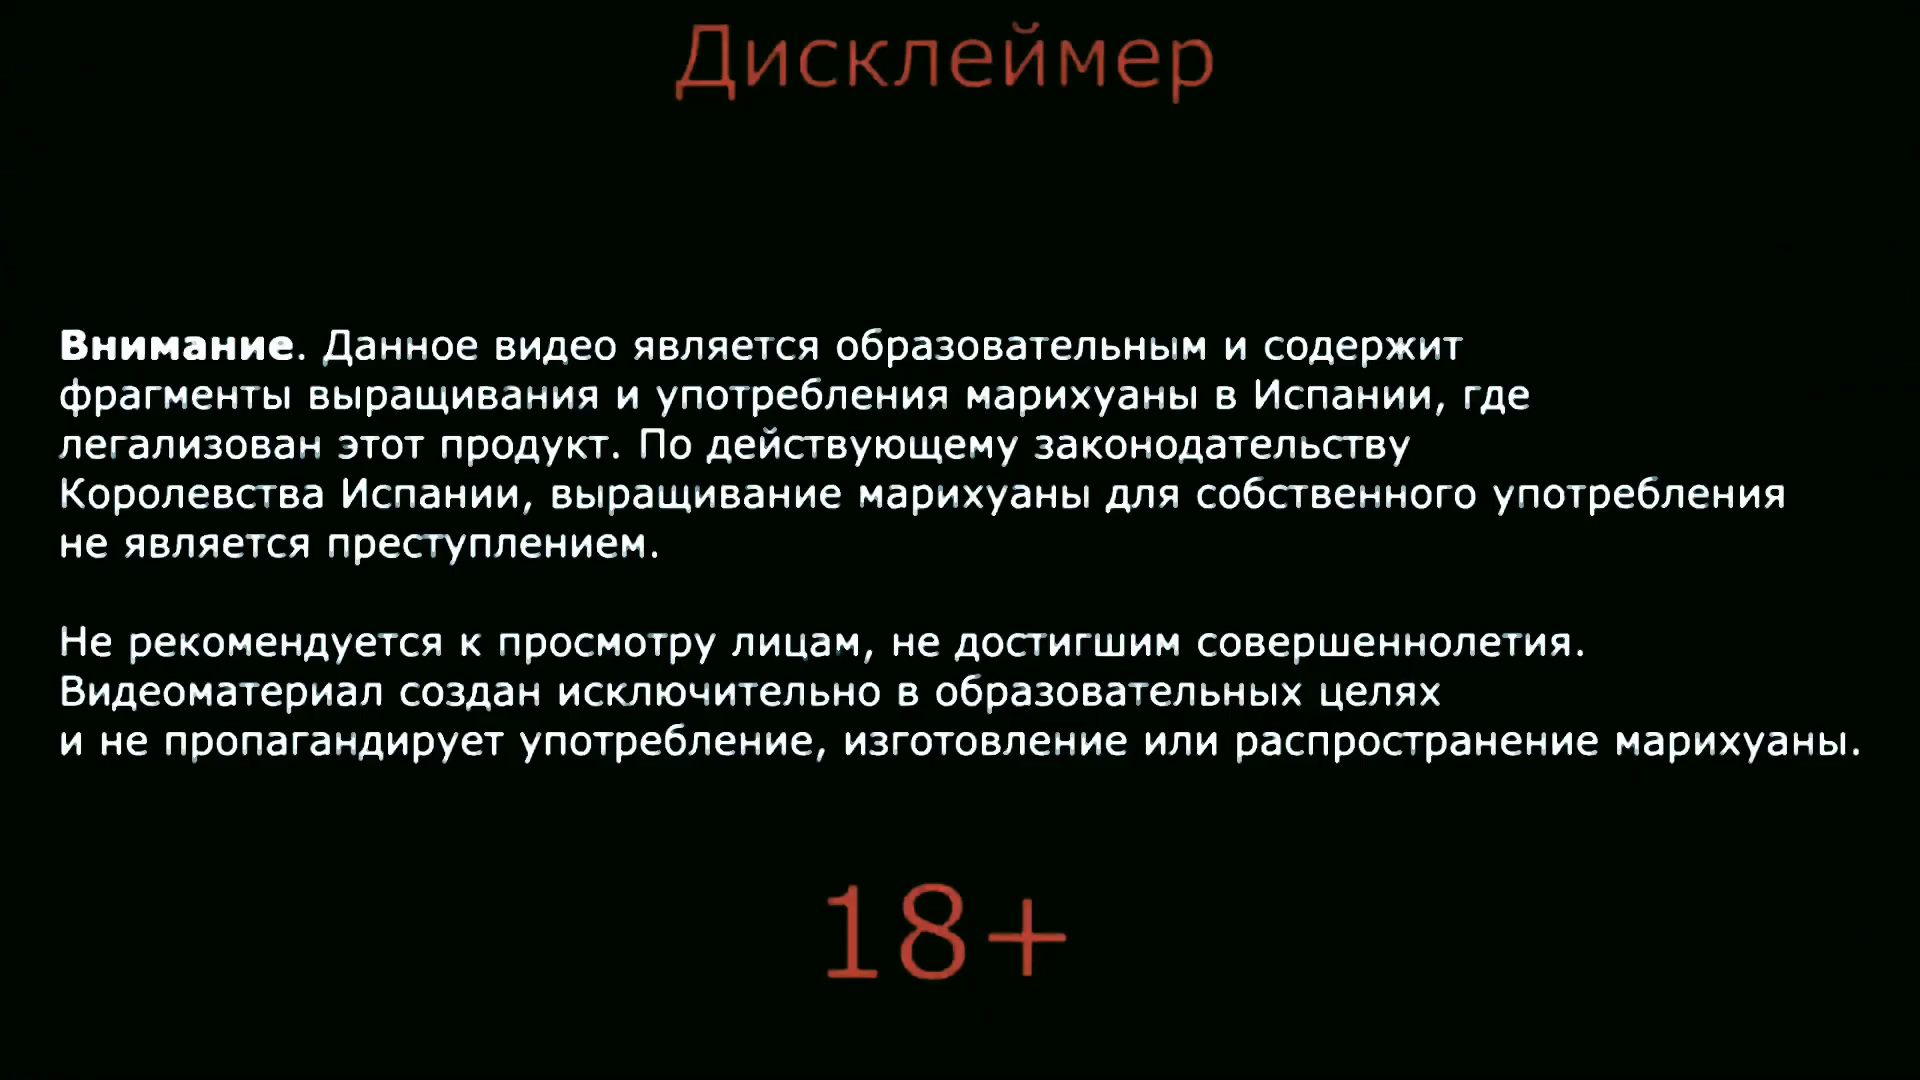 Дисклеймер
Внимание. Данное видео является образовательным и содержит
фрагменты выращивания и употребления марихуаны в Испании, где
легализован этот продукт. По действующему законодательству
Королевства Испании, выращивание марихуаны для собственного употребления
не является преступлением.
Не рекомендуется к просмотру лицам, не достигшим совершеннолетия.
Видеоматериал создан исключительно в образовательных целях
и не пропагандирует употребление, изготовление или распространение марихуаны.
18+